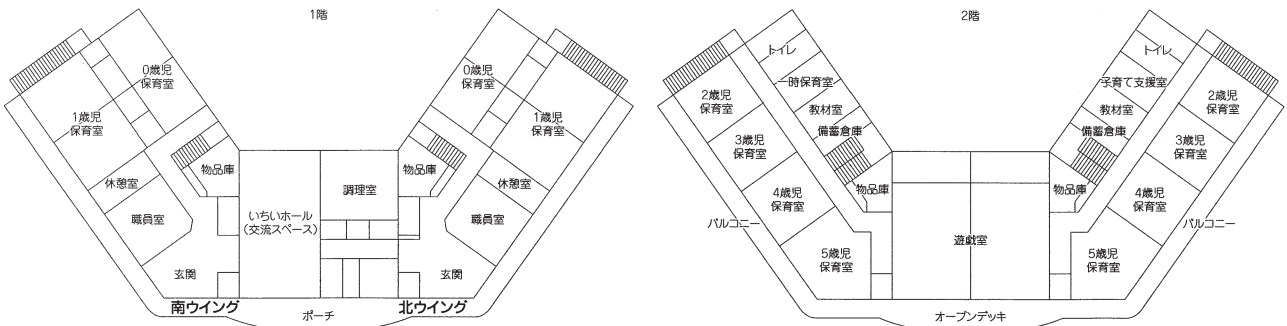 1階
0歳児
保育室
1歳児
保育室
休憩室
職員室
玄関
物品庫
いちいホール
(交流スペース)
調理室
物品庫
0歳児
保育室
1歳児
保育室
休憩室
職員室
玄関
南ウイング
ポーチ
北ウイング
2階
トイレ
一時保育室
教材室
備蓄倉庫
物品庫
2歳児
保育室
3歳児
保育室
4歳児
保育室
5歳児
保育室
バルコニー
遊戯室
トイレ
子育て支援室
教材室
備蓄倉庫
物品庫
2歳児
保育室
3歳児
保育室
4歳児
保育室
5歳児
保育室
バルコニー
オープンデッキ